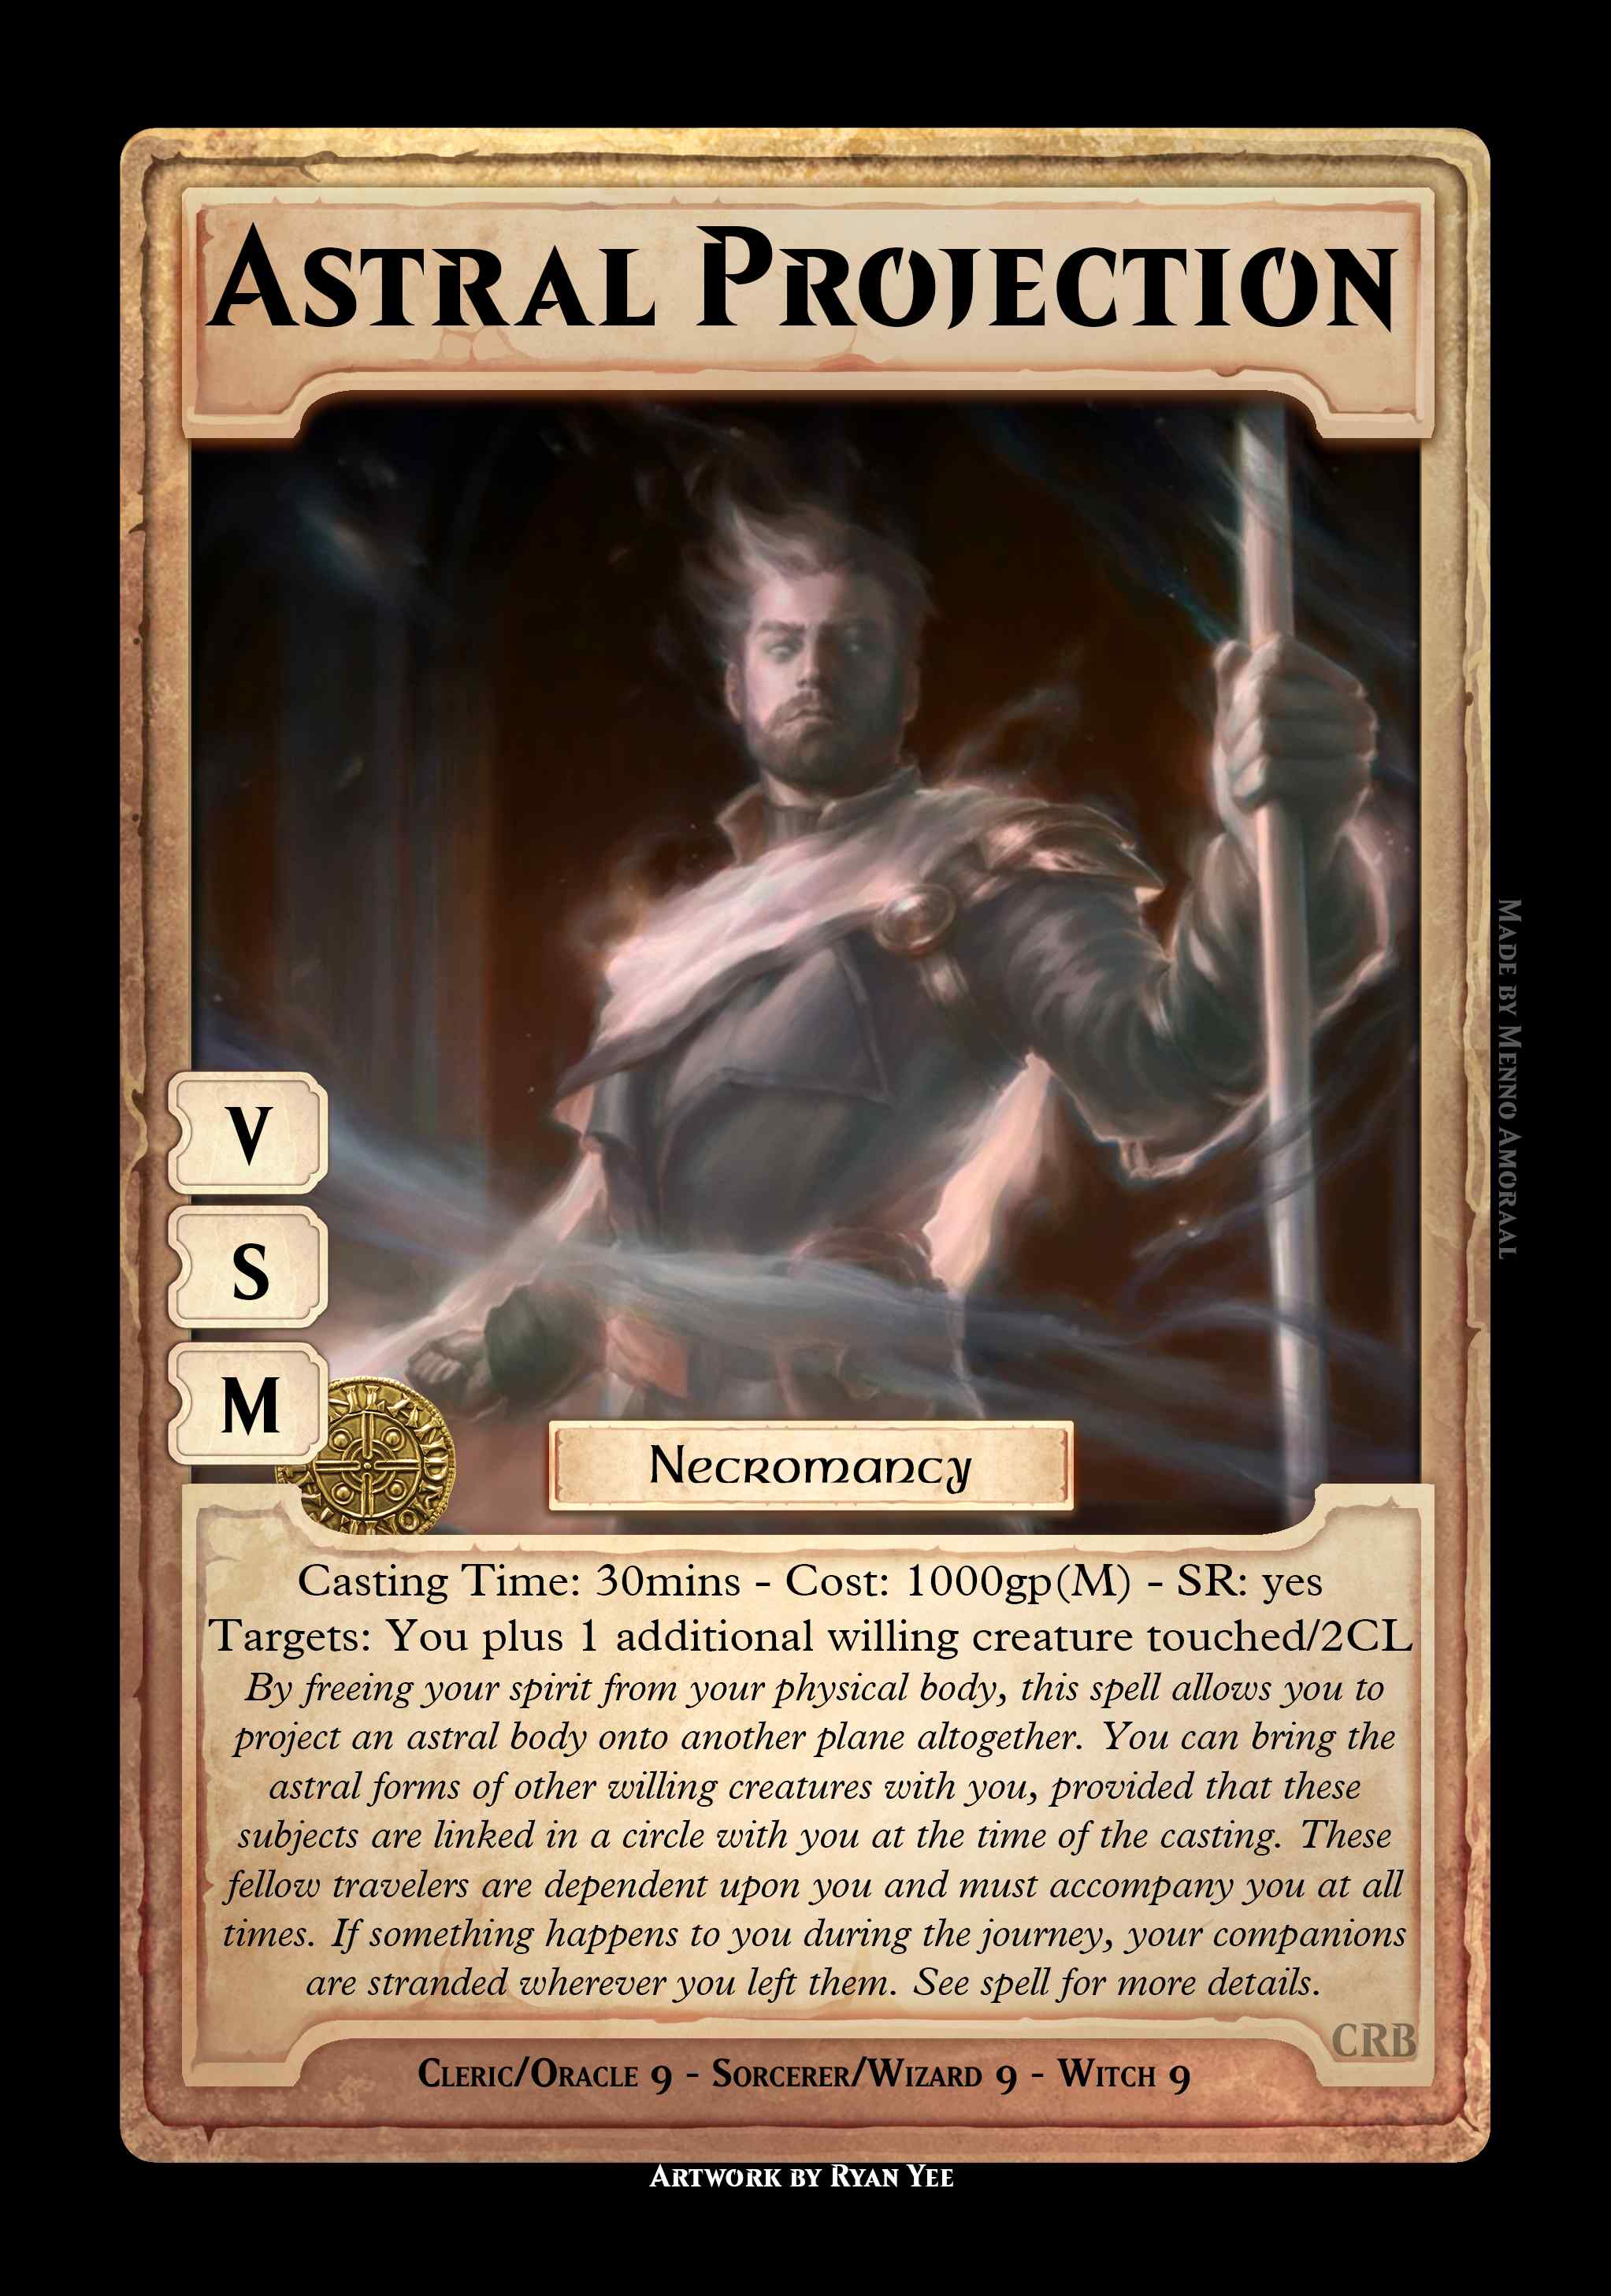 Astral Projection
V
S
M
Necromancy
Casting Time: 30mins - Cost: 1000gp(M) - SR: yes
Targets: You plus 1 additional willing creature touched/2CL
By freeing your spirit from your physical body, this spell allows you to
project an astral body onto another plane altogether. You can bring the
astral forms of other willing creatures with you, provided that these
subjects are linked in a circle with you at the time of the casting. These
fellow travelers are dependent upon you and must accompany you at all
times. If something happens to you during the journey, your companions
are stranded wherever you left them. See spell for more details.
CRB
Cleric/Oracle 9 - Sorcerer/Wizard 9 - Witch 9
Artwork by Ryan Yee
Made by Menno Amoraal